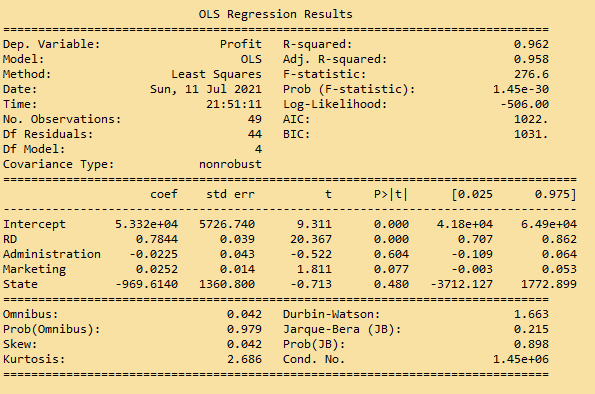 OLS Regression Results
==============================================================================
Dep. Variable:                 Profit   R-squared:                       0.962
Model:                            OLS   Adj. R-squared:                  0.958
Method:                 Least Squares   F-statistic:                     276.6
Date:                Sun, 11 Jul 2021   Prob (F-statistic):           1.45e-30
Time:                        21:51:11   Log-Likelihood:                -506.00
No. Observations:                  49   AIC:                             1022.
Df Residuals:                      44   BIC:                             1031.
Df Model:                           4
Covariance Type:            nonrobust
==================================================================================
                     coef    std err          t      P>|t|      [0.025      0.975]
----------------------------------------------------------------------------------
Intercept       5.332e+04   5726.740      9.311      0.000    4.18e+04    6.49e+04
RD                 0.7844      0.039     20.367      0.000       0.707       0.862
Administration    -0.0225      0.043     -0.522      0.604      -0.109       0.064
Marketing          0.0252      0.014      1.811      0.077      -0.003       0.053
State           -969.6140   1360.800     -0.713      0.480   -3712.127    1772.899
==============================================================================
Omnibus:                        0.042   Durbin-Watson:                   1.663
Prob(Omnibus):                  0.979   Jarque-Bera (JB):                0.215
Skew:                           0.042   Prob(JB):                        0.898
Kurtosis:                       2.686   Cond. No.                     1.45e+06
==============================================================================